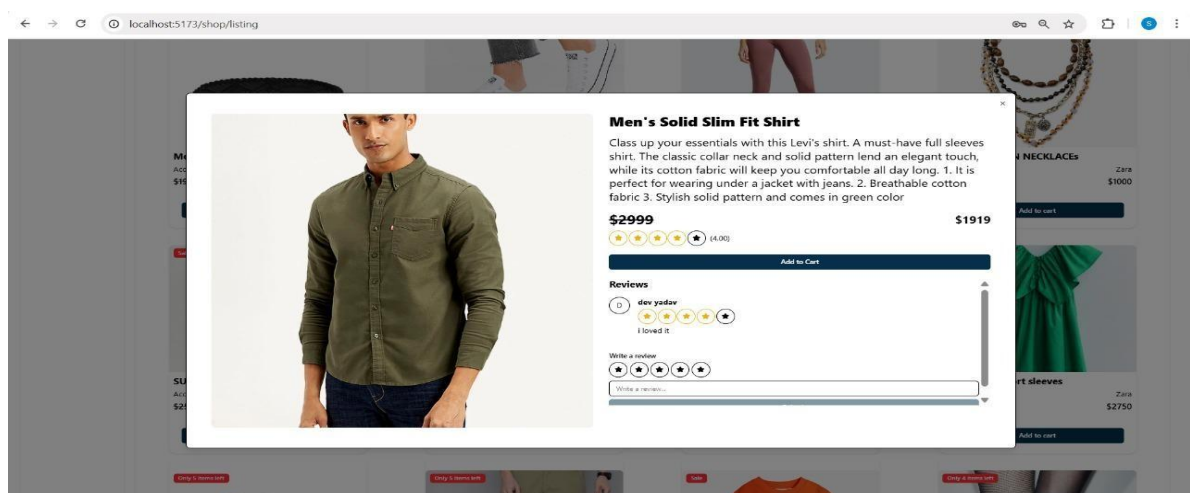 localhost:5173/shop/listing
S
×
Men's Solid Slim Fit Shirt
Class up your essentials with this Levi's shirt. A must-have full sleeves
shirt. The classic collar neck and solid pattern lend an elegant touch,
while its cotton fabric will keep you comfortable all day long. 1. It is
perfect for wearing under a jacket with jeans. 2. Breathable cotton
fabric 3. Stylish solid pattern and comes in green color
$2999 $1919
(4.00)
Add to Cart
Reviews
D dev yadav
i loved it
Write a review
Write a review...
NECKLACEs
Zara
$1000
Add to cart
rt sleeves
Zara
$2750
Add to cart
Only 5 items left
Only 5 items left
Sale
Only 4 items left